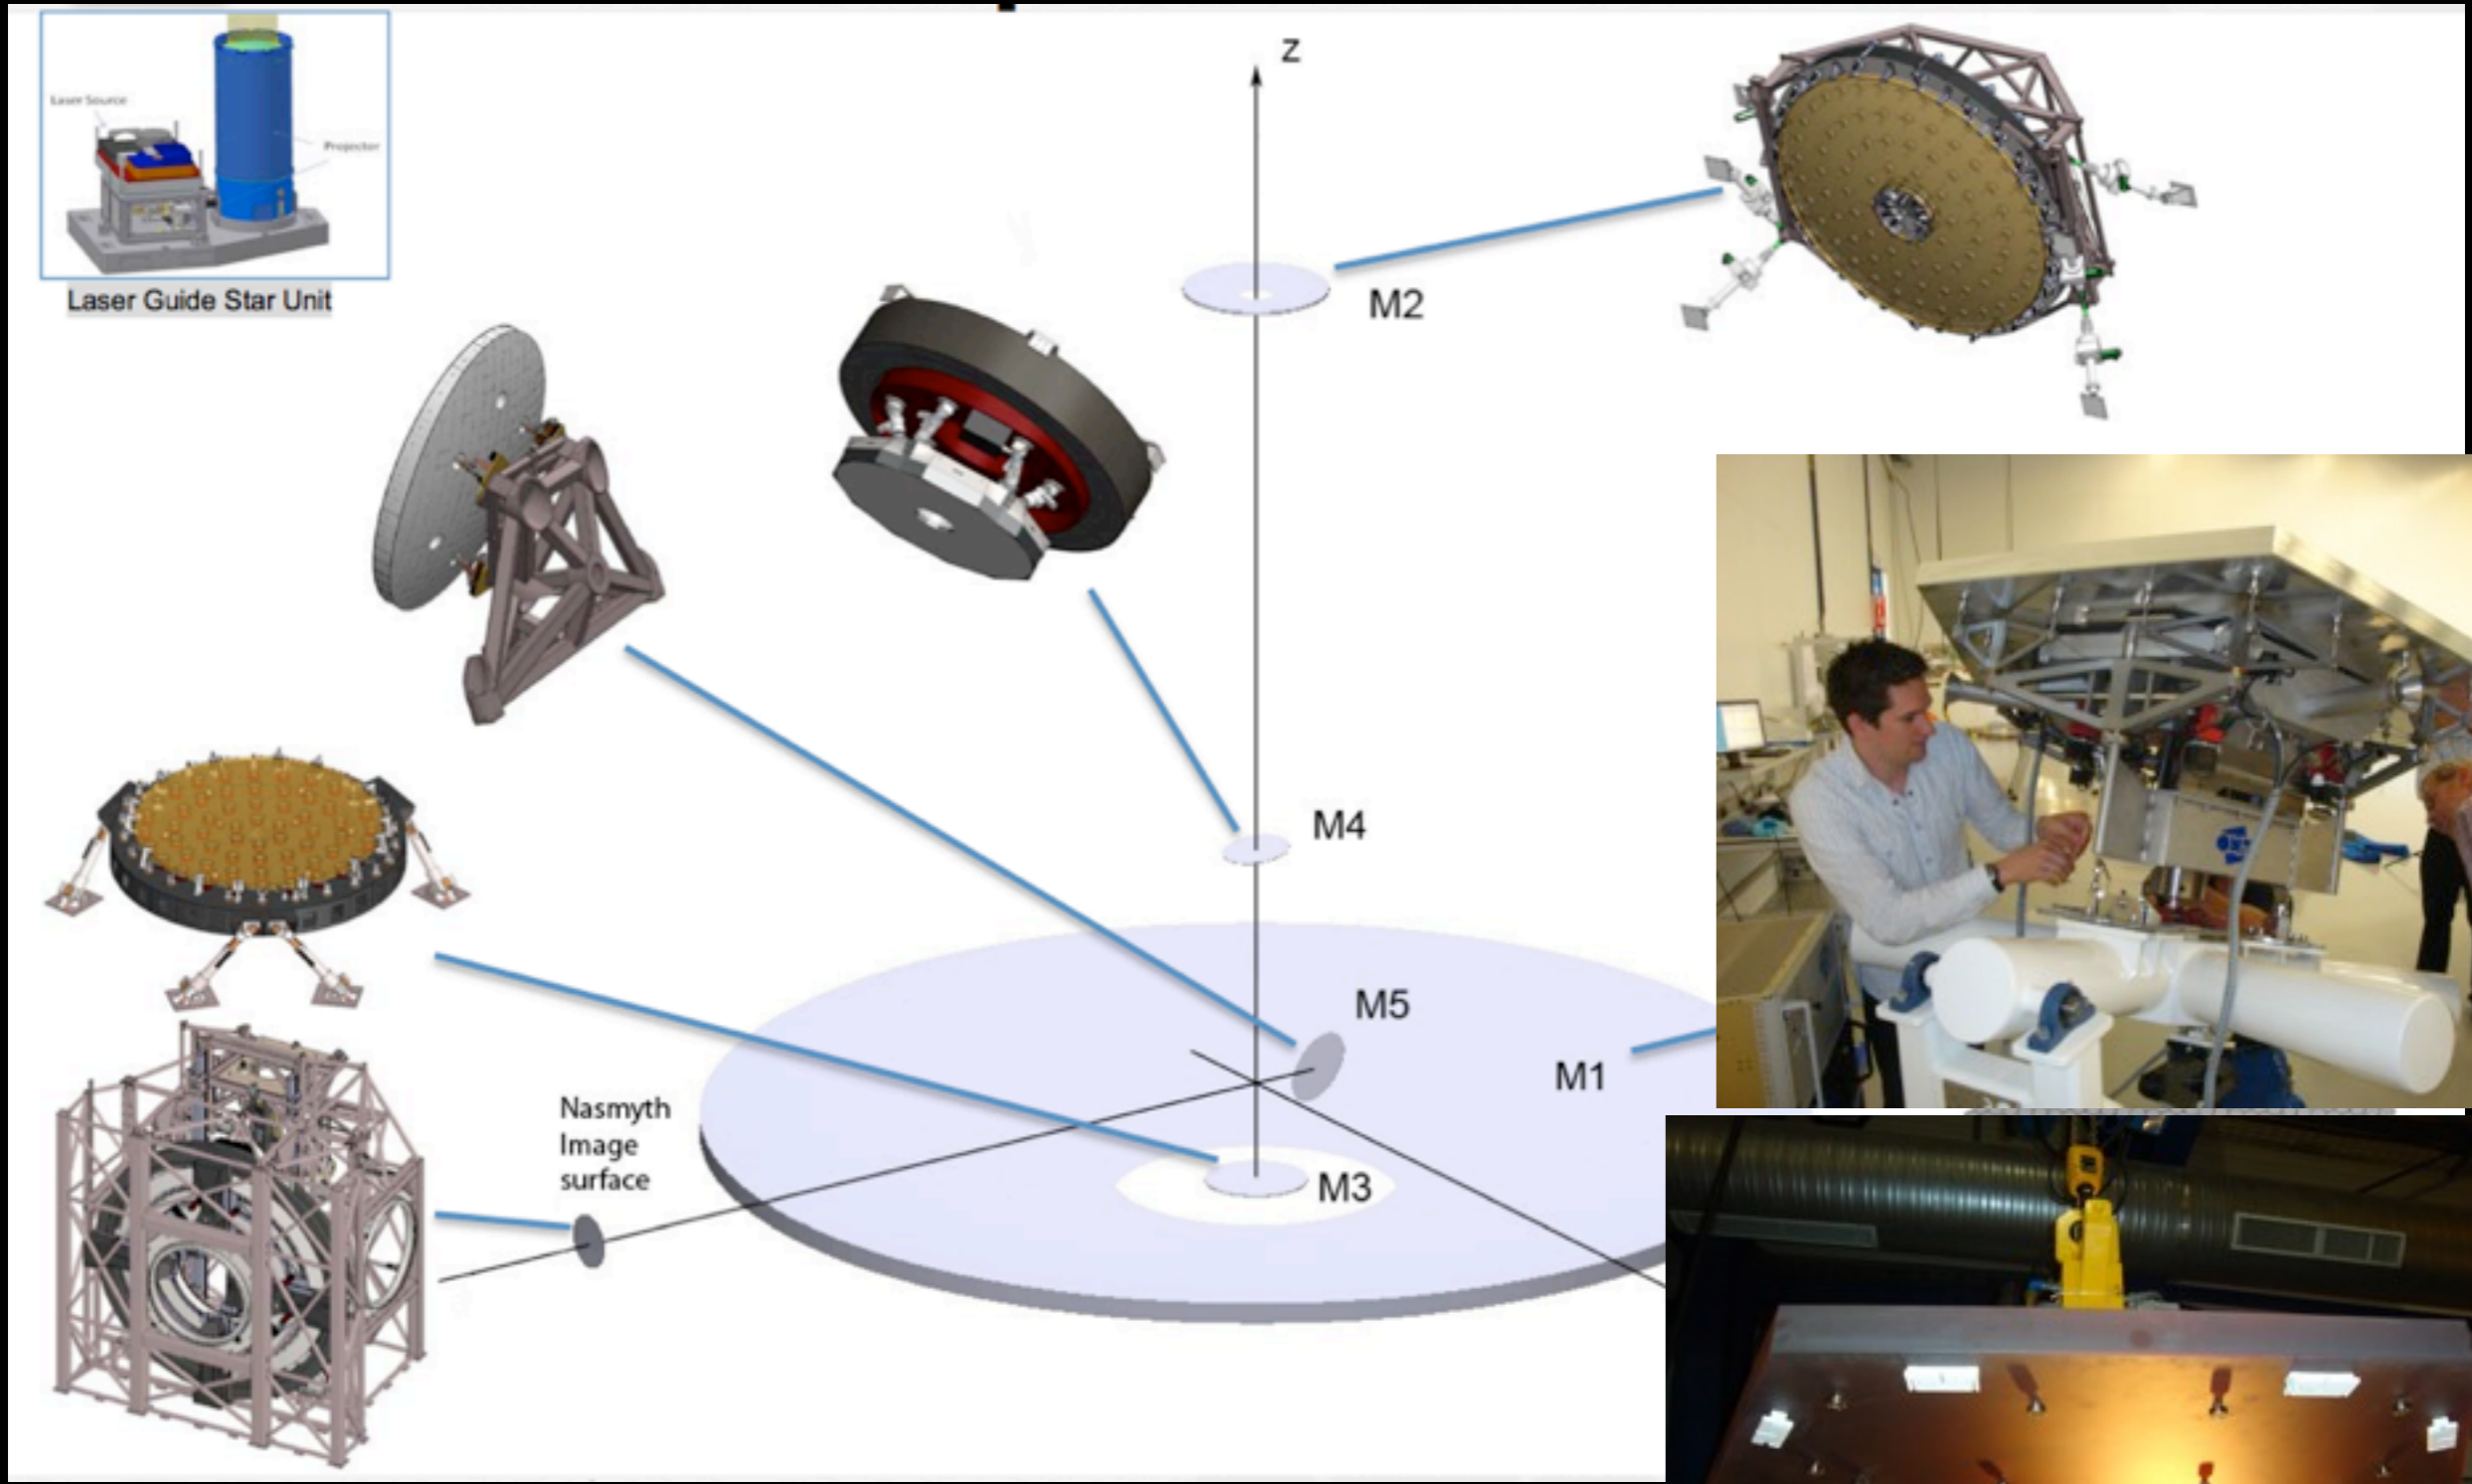 z
Laser Source
Projector
Laser Guide Star Unit
M2
M4
M5
M1
Nasmyth
Image
surface
M3